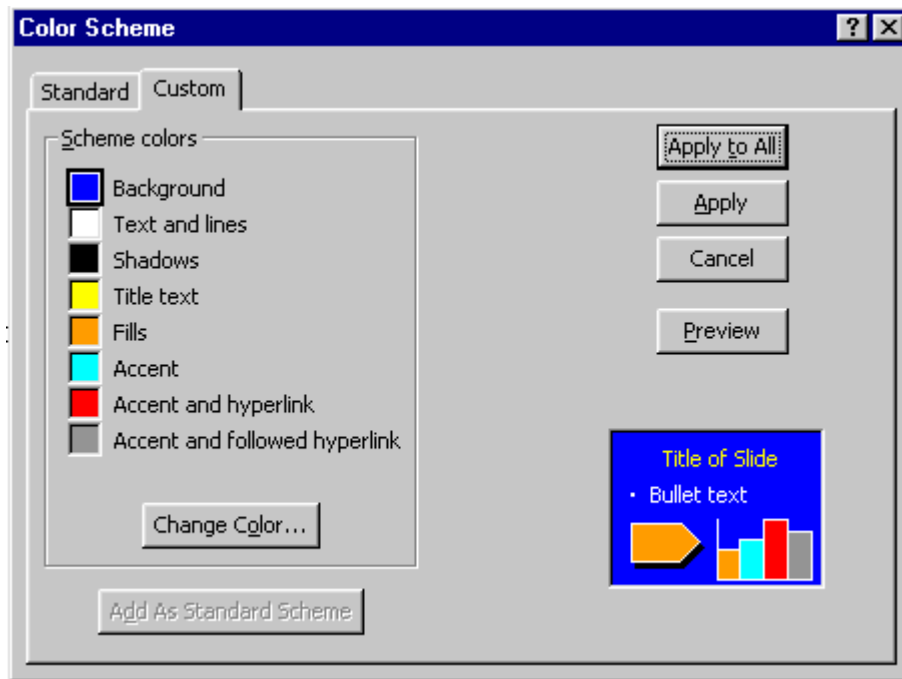 Color Scheme
Standard
Custom
Scheme colors
Background
Text and lines
Shadows
Title text
Fills
Accent
Accent and hyperlink
Accent and followed hyperlink
Change Color...
Add As Standard Scheme
Apply to All
Apply
Cancel
Preview
Title of Slide
• Bullet text